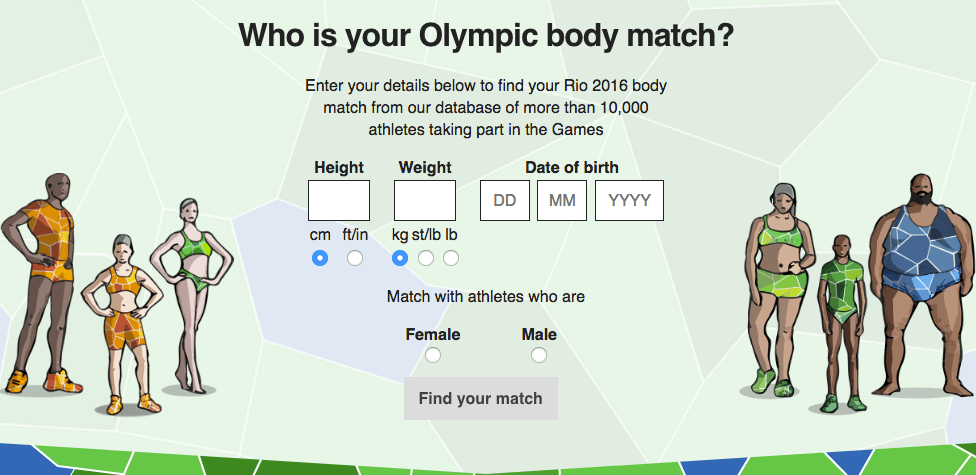 Who is your Olympic body match?
Enter your details below to find your Rio 2016 body
match from our database of more than 10,000
athletes taking part in the Games
Height Weight Date of birth
DD MM YYYY
cm ft/in kg st/lb lb
Match with athletes who are
Female Male
Find your match